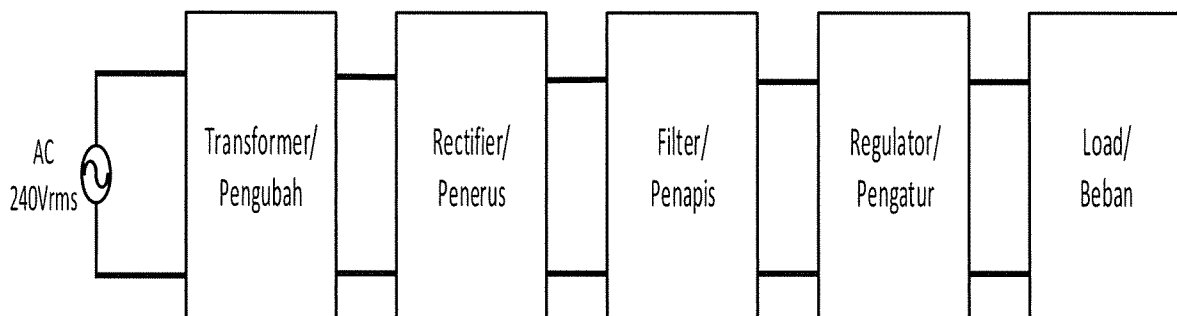 AC
240Vrms
Transformer/
Pengubah
Rectifier/
Penerus
Filter/
Penapis
Regulator/
Pengatur
Load/
Beban